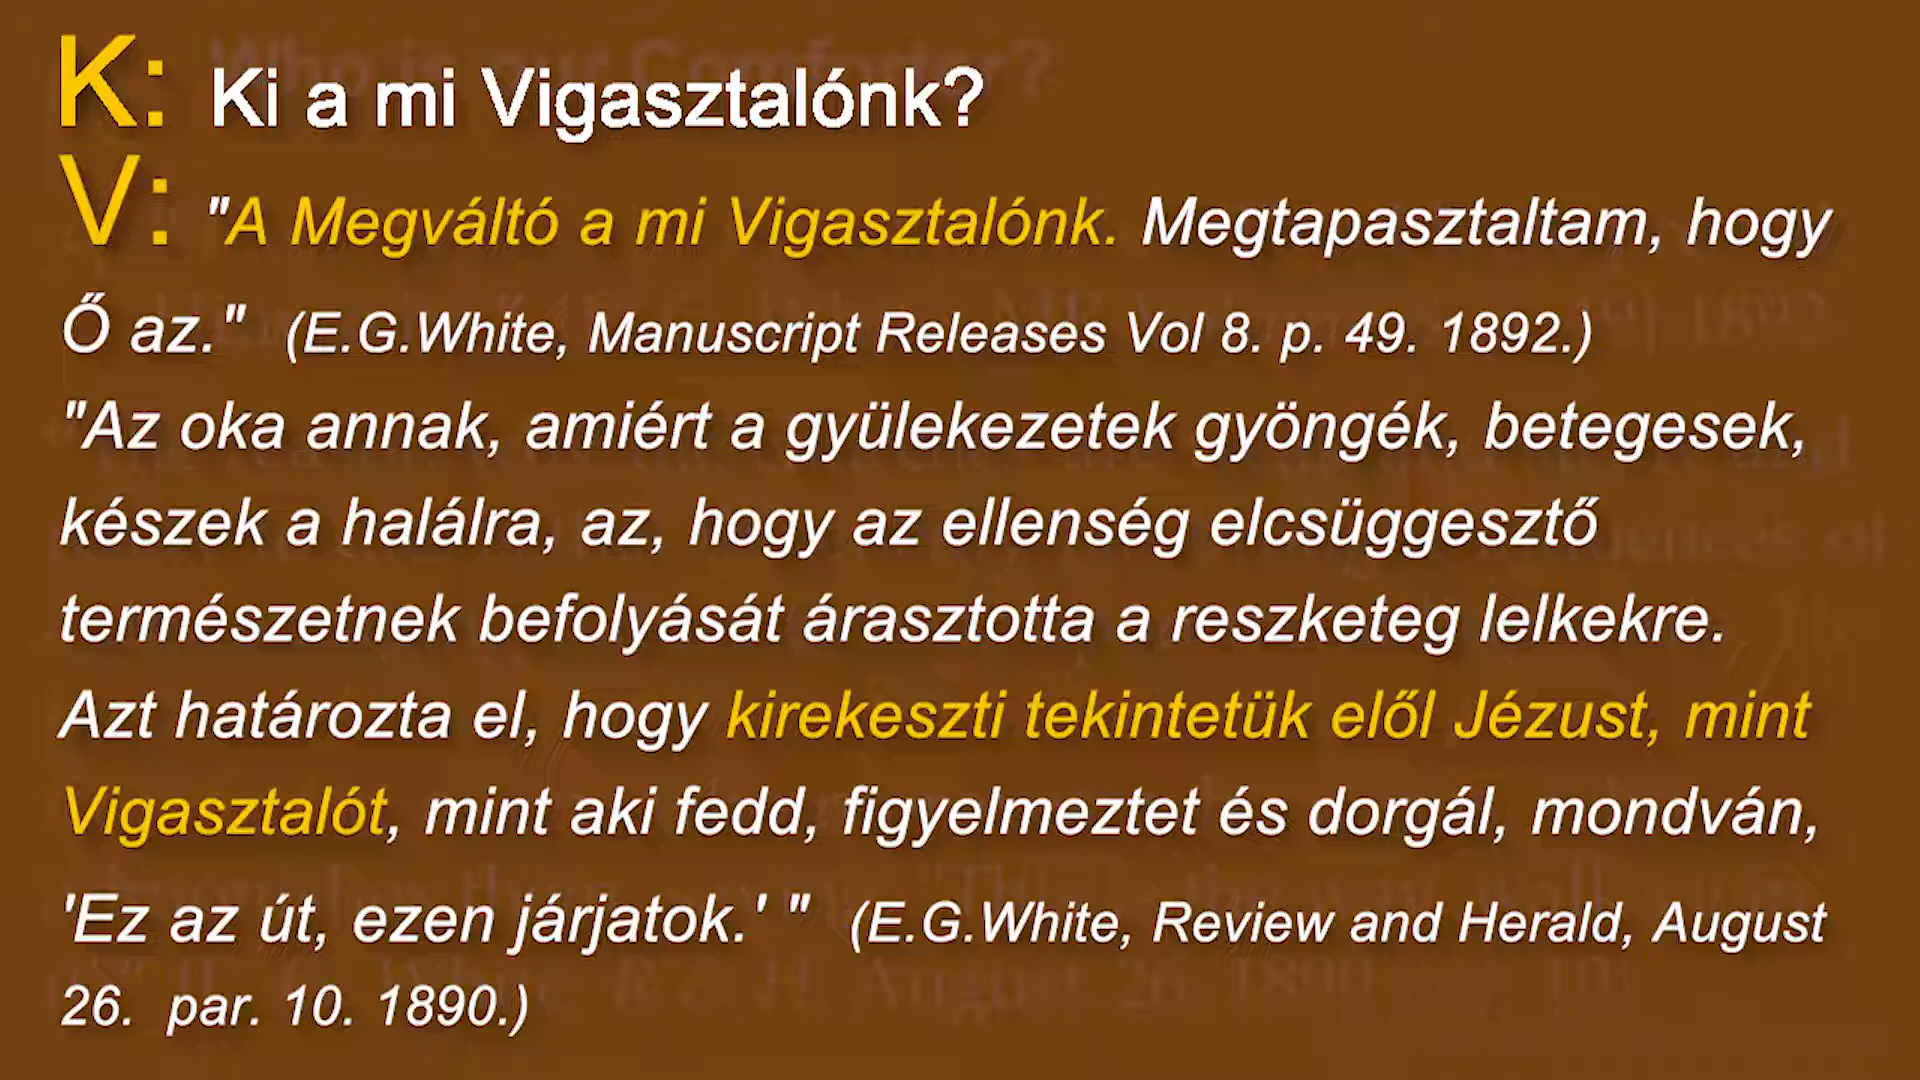 K: Ki a mi Vigasztalónk?
V: "A Megváltó a mi Vigasztalónk. Megtapasztaltam, hogy
Ő az." (E.G.White, Manuscript Releases Vol 8. p. 49. 1892.)
"Az oka annak, amiért a gyülekezetek gyöngék, betegesek,
készek a halálra, az, hogy az ellenség elcsüggesztő
természetnek befolyását árasztotta a reszketeg lelkekre.
Azt határozta el, hogy kirekeszti tekintetük elől Jézust, mint
Vigasztalót, mint aki fedd, figyelmeztet és dorgál, mondván,
'Ez az út, ezen járjatok.' " (E.G.White, Review and Herald, August
26. par. 10. 1890.)